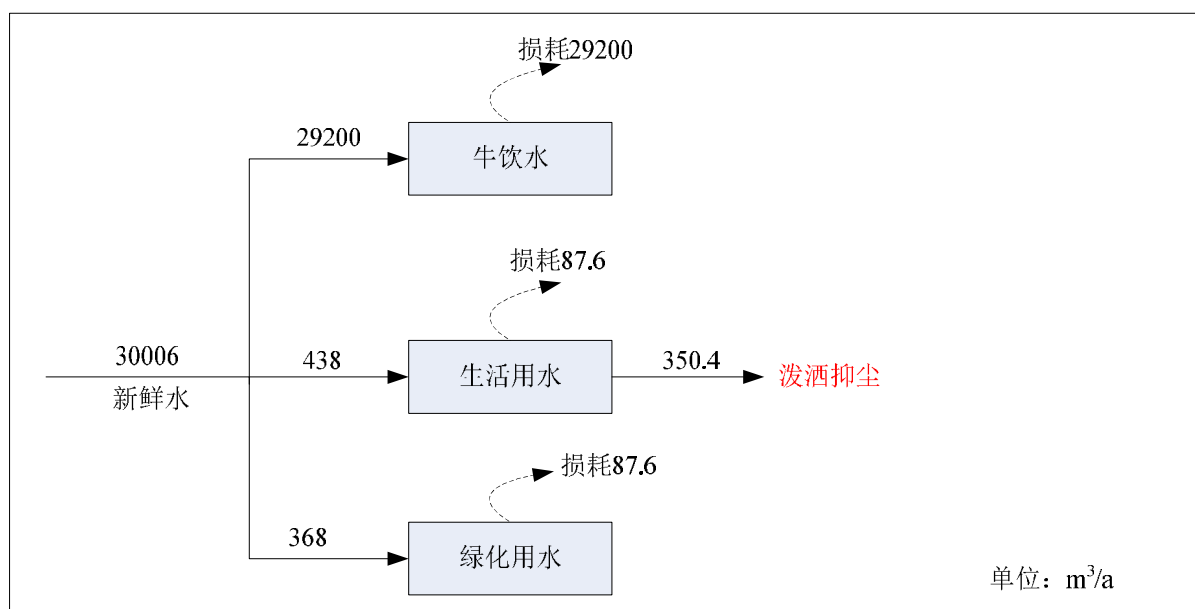 损耗29200
29200
牛饮水
损耗87.6
30006
438
生活用水
350.4
泼洒抑尘
新鲜水
损耗87.6
368
绿化用水
单位：m³/a